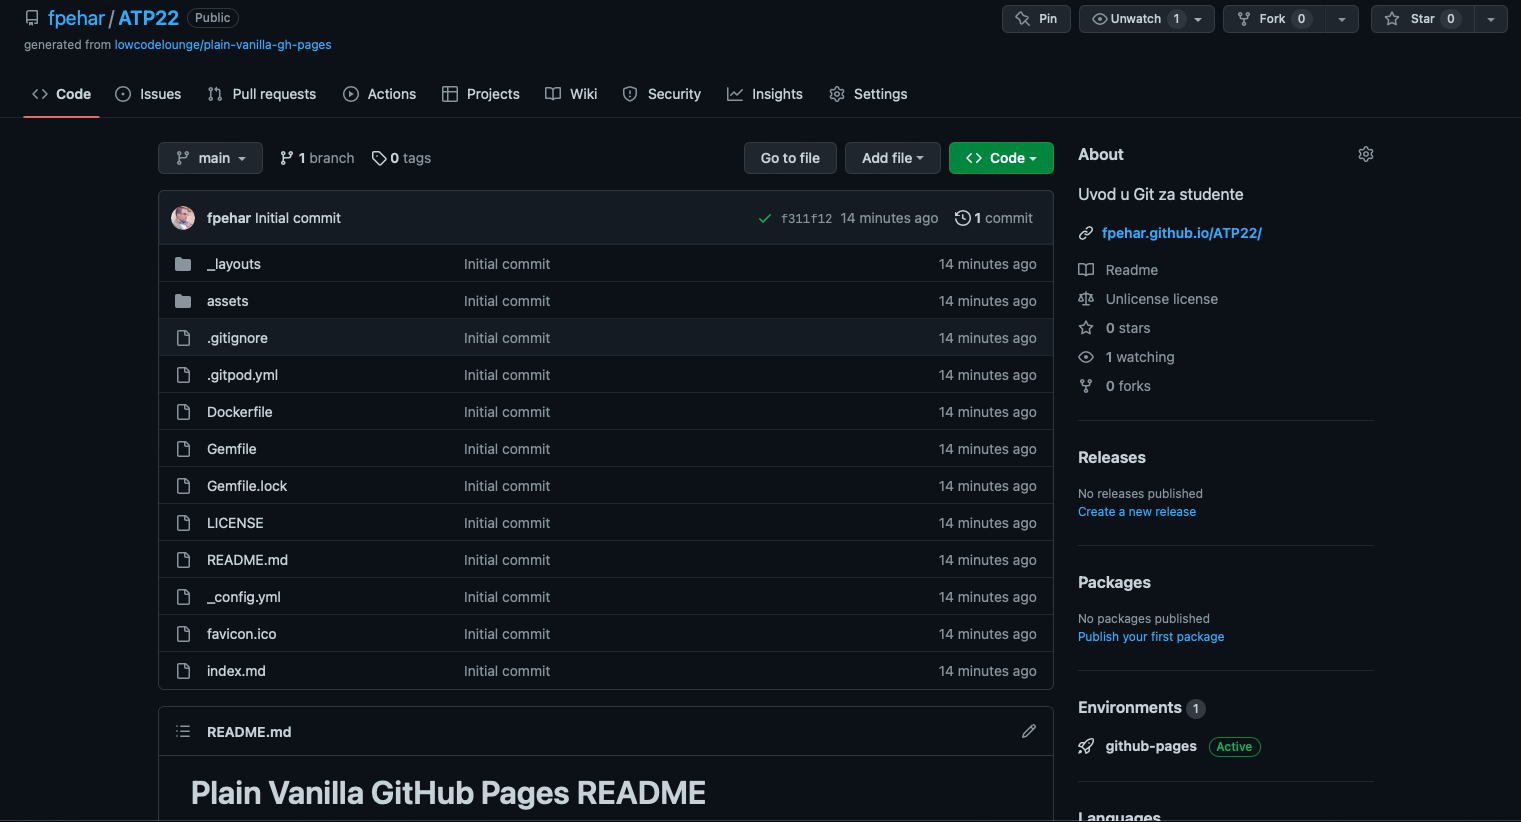 fpehar / ATP22 Public
Pin Unwatch 1 Fork 0 Star 0
generated from lowcodelounge/plain-vanilla-gh-pages
Code Issues Pull requests Actions Projects Wiki Security Insights Settings
main 1 branch 0 tags Go to file Add file Code
fpehar Initial commit f311f12 14 minutes ago 1 commit
_layouts Initial commit 14 minutes ago
assets Initial commit 14 minutes ago
.gitignore Initial commit 14 minutes ago
.gitpod.yml Initial commit 14 minutes ago
Dockerfile Initial commit 14 minutes ago
Gemfile Initial commit 14 minutes ago
Gemfile.lock Initial commit 14 minutes ago
LICENSE Initial commit 14 minutes ago
README.md Initial commit 14 minutes ago
_config.yml Initial commit 14 minutes ago
favicon.ico Initial commit 14 minutes ago
index.md Initial commit 14 minutes ago
README.md
Plain Vanilla GitHub Pages README
About
Uvod u Git za studente
fpehar.github.io/ATP22/
Readme
Unlicense license
0 stars
1 watching
0 forks
Releases
No releases published
Create a new release
Packages
No packages published
Publish your first package
Environments 1
github-pages Active
Languages